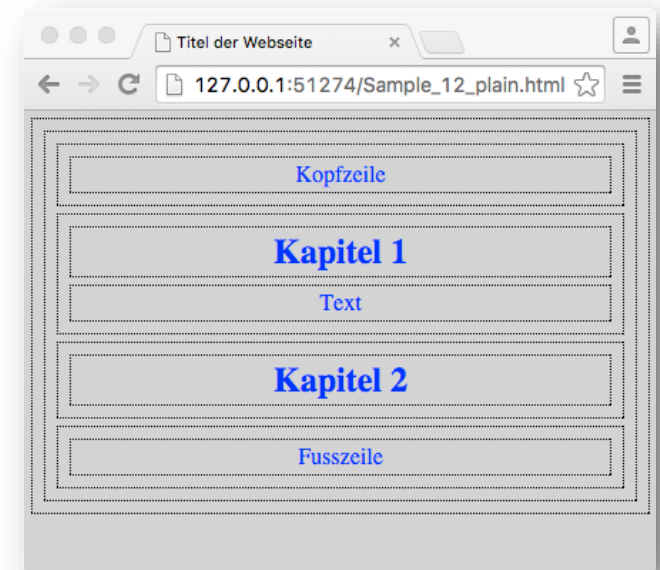 Titel der Webseite
127.0.0.1:51274/Sample_12_plain.html
Kopfzeile
Kapitel 1
Text
Kapitel 2
Fusszeile